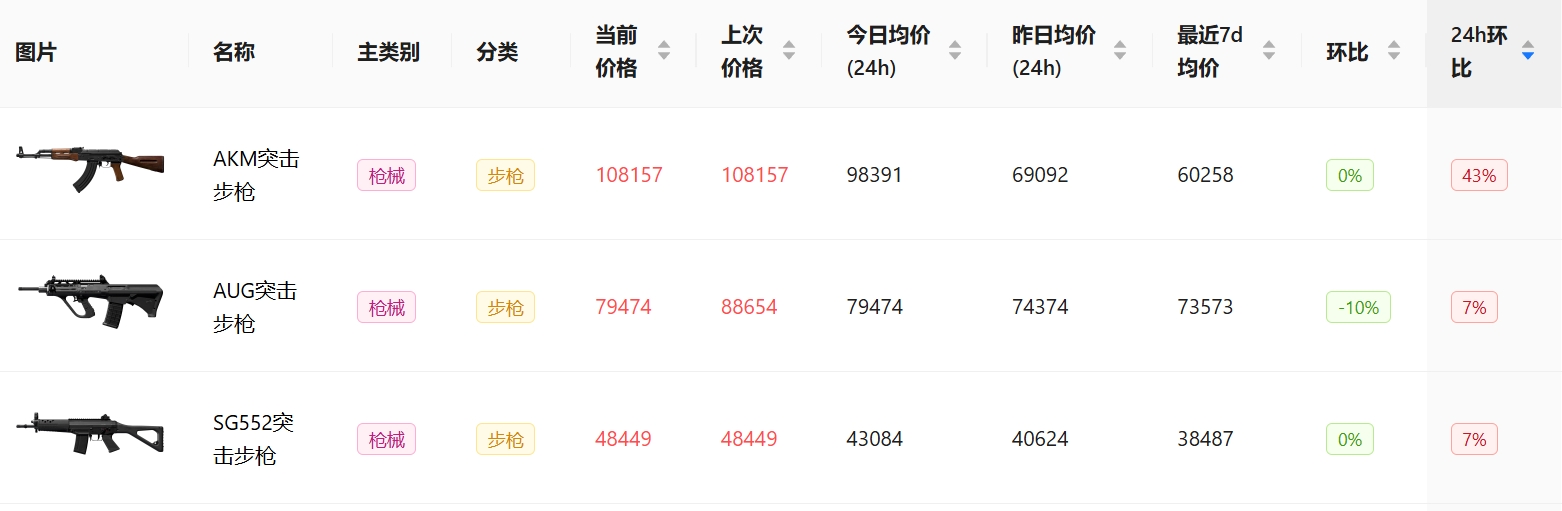 图片 名称 主类别 分类 当前价格 上次价格 今日均价(24h) 昨日均价(24h) 最近7d均价 环比 24h环比
AKM突击步枪 枪械 步枪 108157 108157 98391 69092 60258 0% 43%
AUG突击步枪 枪械 步枪 79474 88654 79474 74374 73573 -10% 7%
SG552突击步枪 枪械 步枪 48449 48449 43084 40624 38487 0% 7%